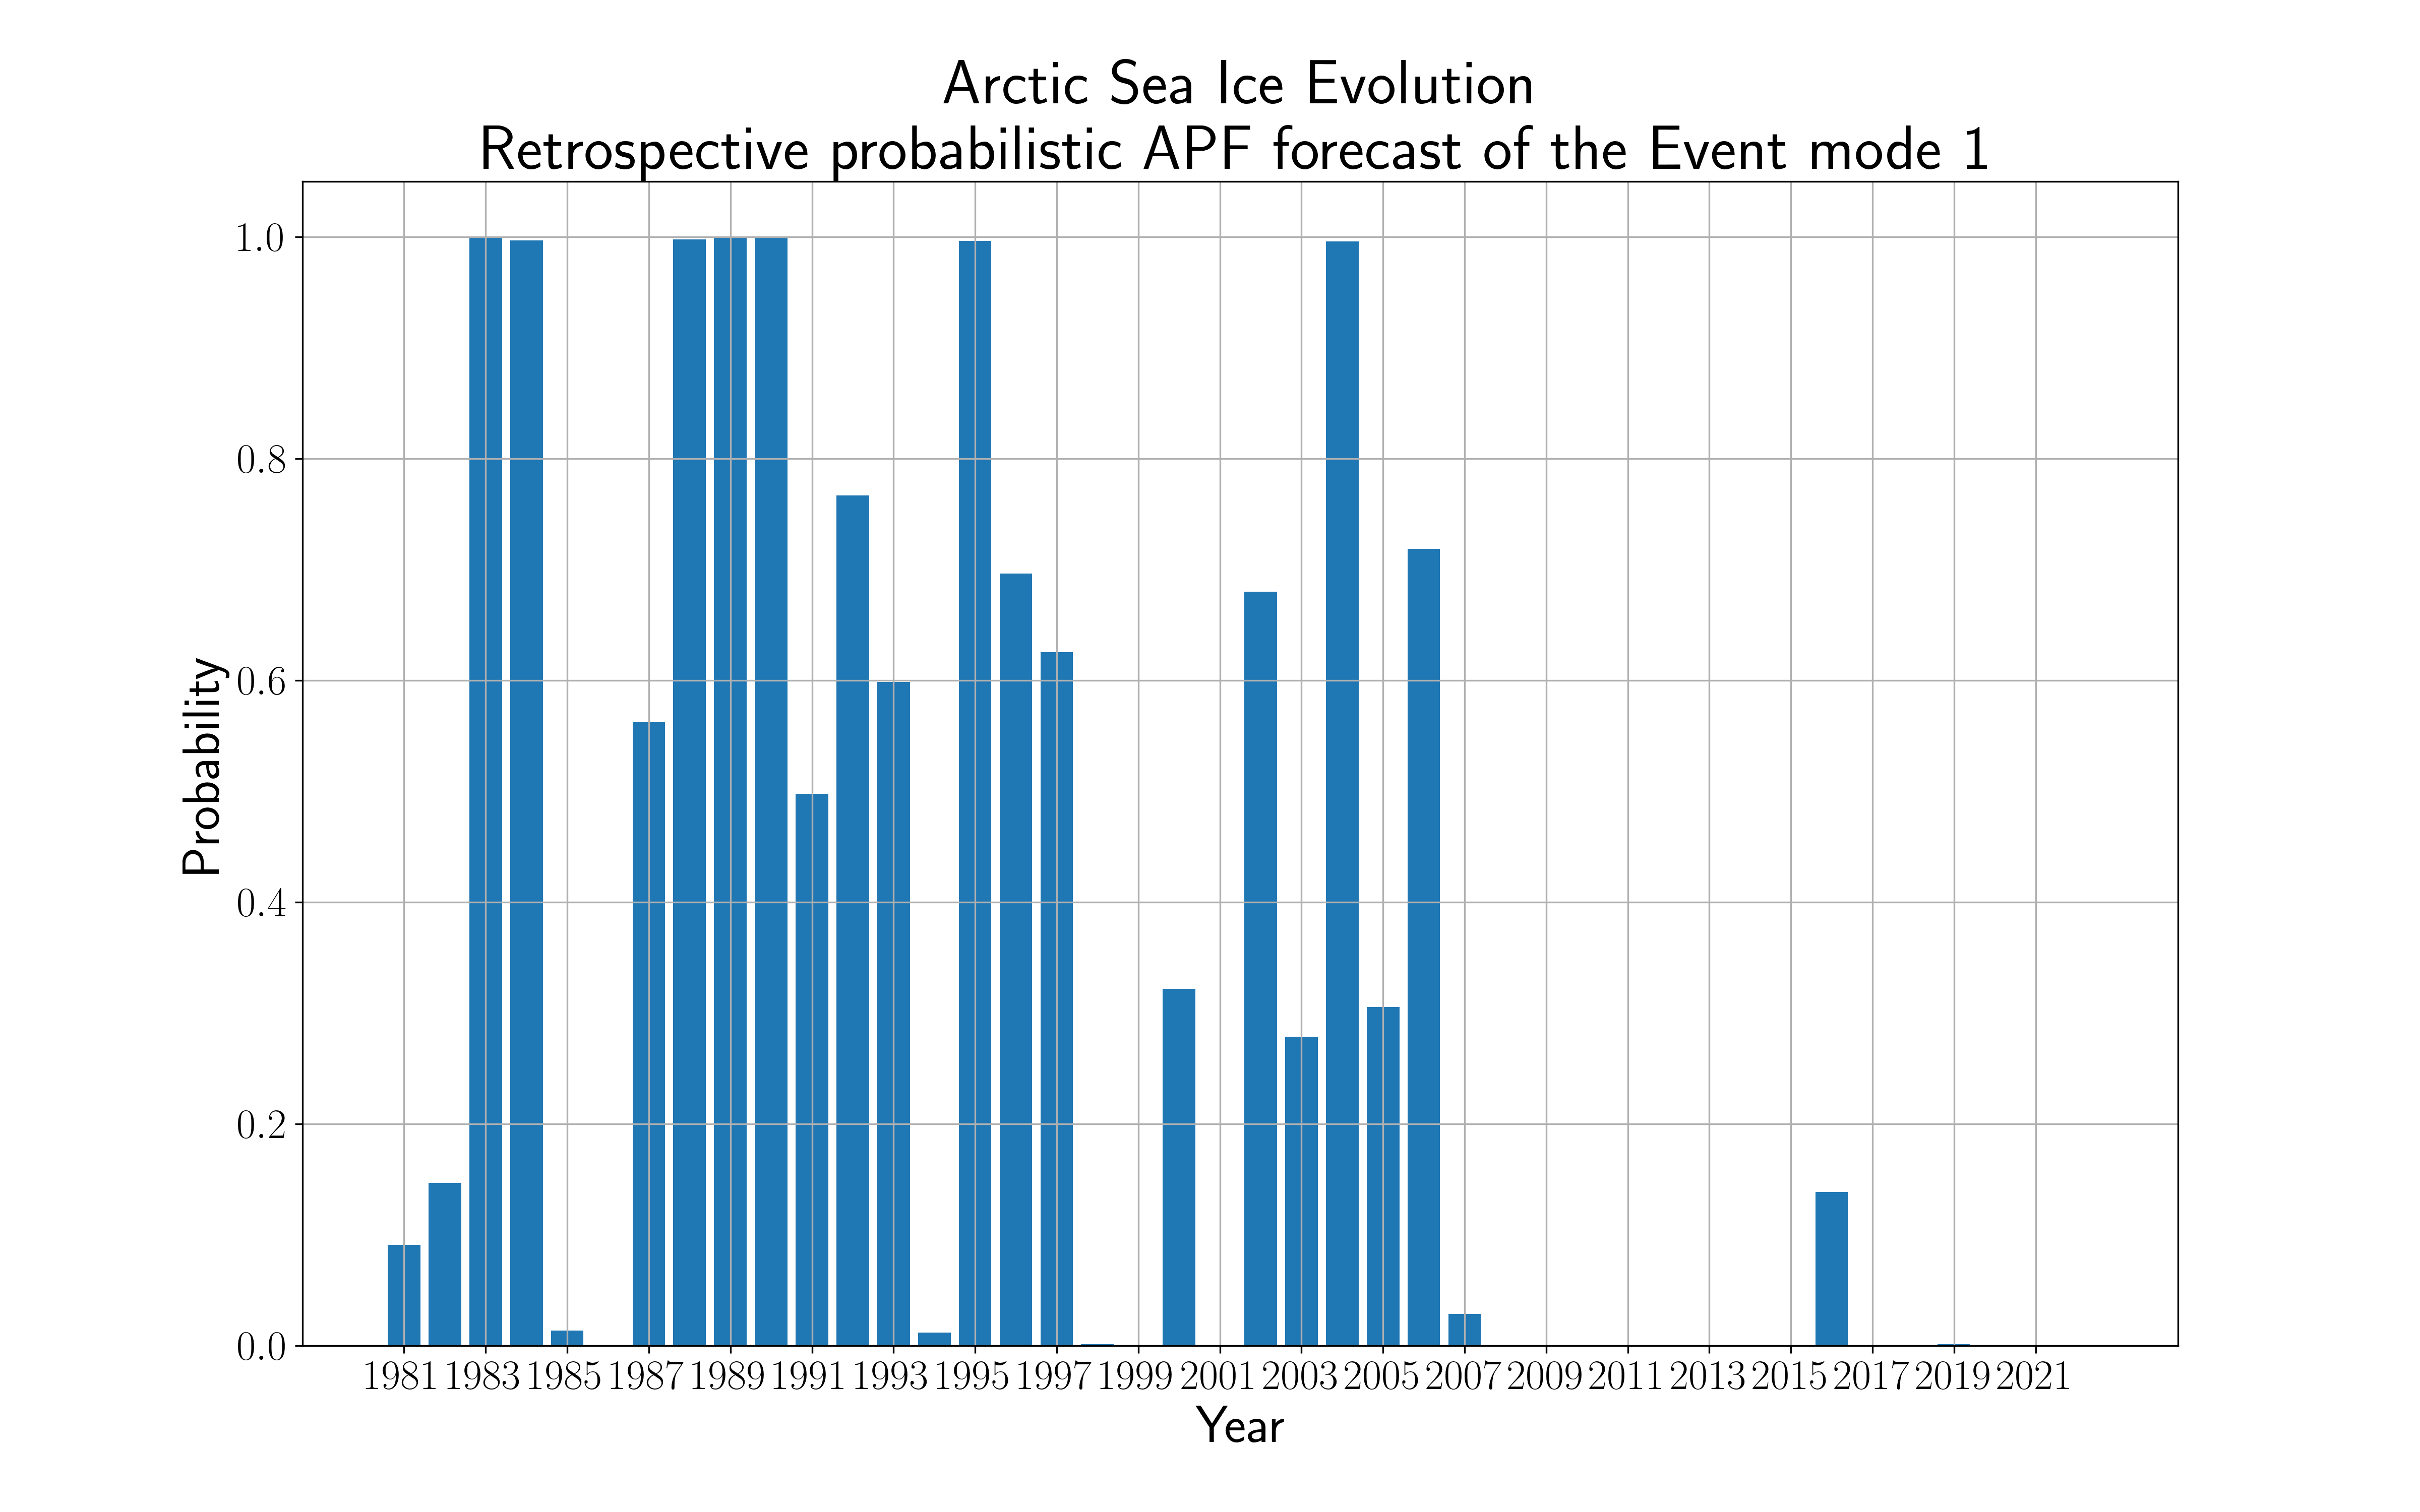 Arctic Sea Ice Evolution
Retrospective probabilistic APF forecast of the Event mode 1
1.0
0.8
0.6
0.4
0.2
0.0
Probability
1981 1983 1985 1987 1989 1991 1993 1995 1997 1999 2001 2003 2005 2007 2009 2011 2013 2015 2017 2019 2021
Year